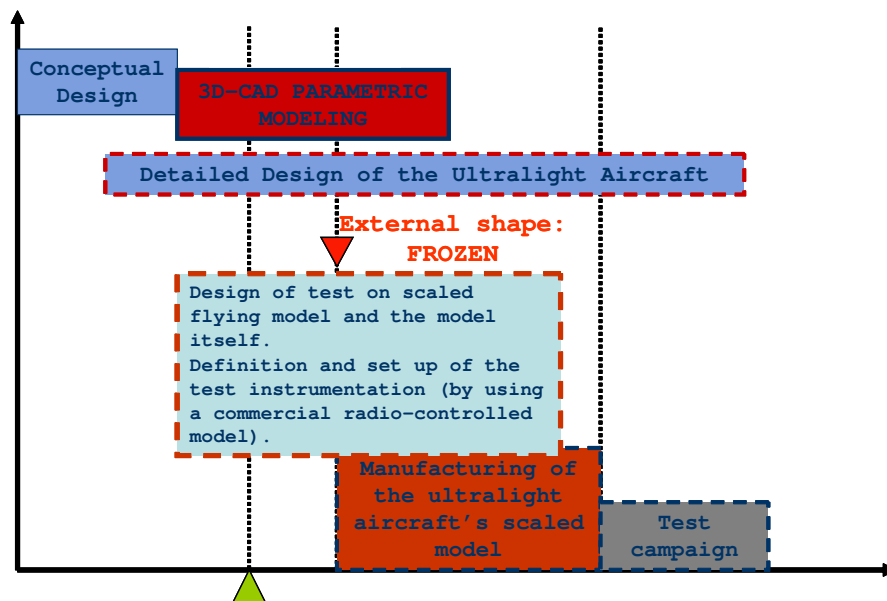 Conceptual
Design
3D-CAD PARAMETRIC
MODELING
Detailed Design of the Ultralight Aircraft
External shape:
FROZEN
Design of test on scaled
flying model and the model
itself.
Definition and set up of the
test instrumentation (by using
a commercial radio-controlled
model).
Manufacturing of
the ultralight
aircraft’s scaled
model
Test
campaign